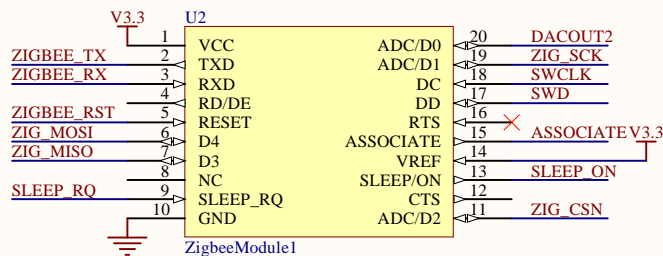 V3.3 U2
1 VCC ADC/D0 20 DACOUT2
ZIGBEE_TX 2 TXD ADC/D1 19 ZIG_SCK
ZIGBEE_RX 3 RXD DC 18 SWCLK
4 RD/DE DD 17 SWD
ZIGBEE_RST 5 RESET RTS 16
ZIG_MOSI 6 D4 ASSOCIATE 15 ASSOCIATE V3.3
ZIG_MISO 7 D3 VREF 14
8 NC SLEEP/ON 13 SLEEP_ON
SLEEP_RQ 9 SLEEP_RQ CTS 12
10 GND ADC/D2 11 ZIG_CSN
ZigbeeModule1